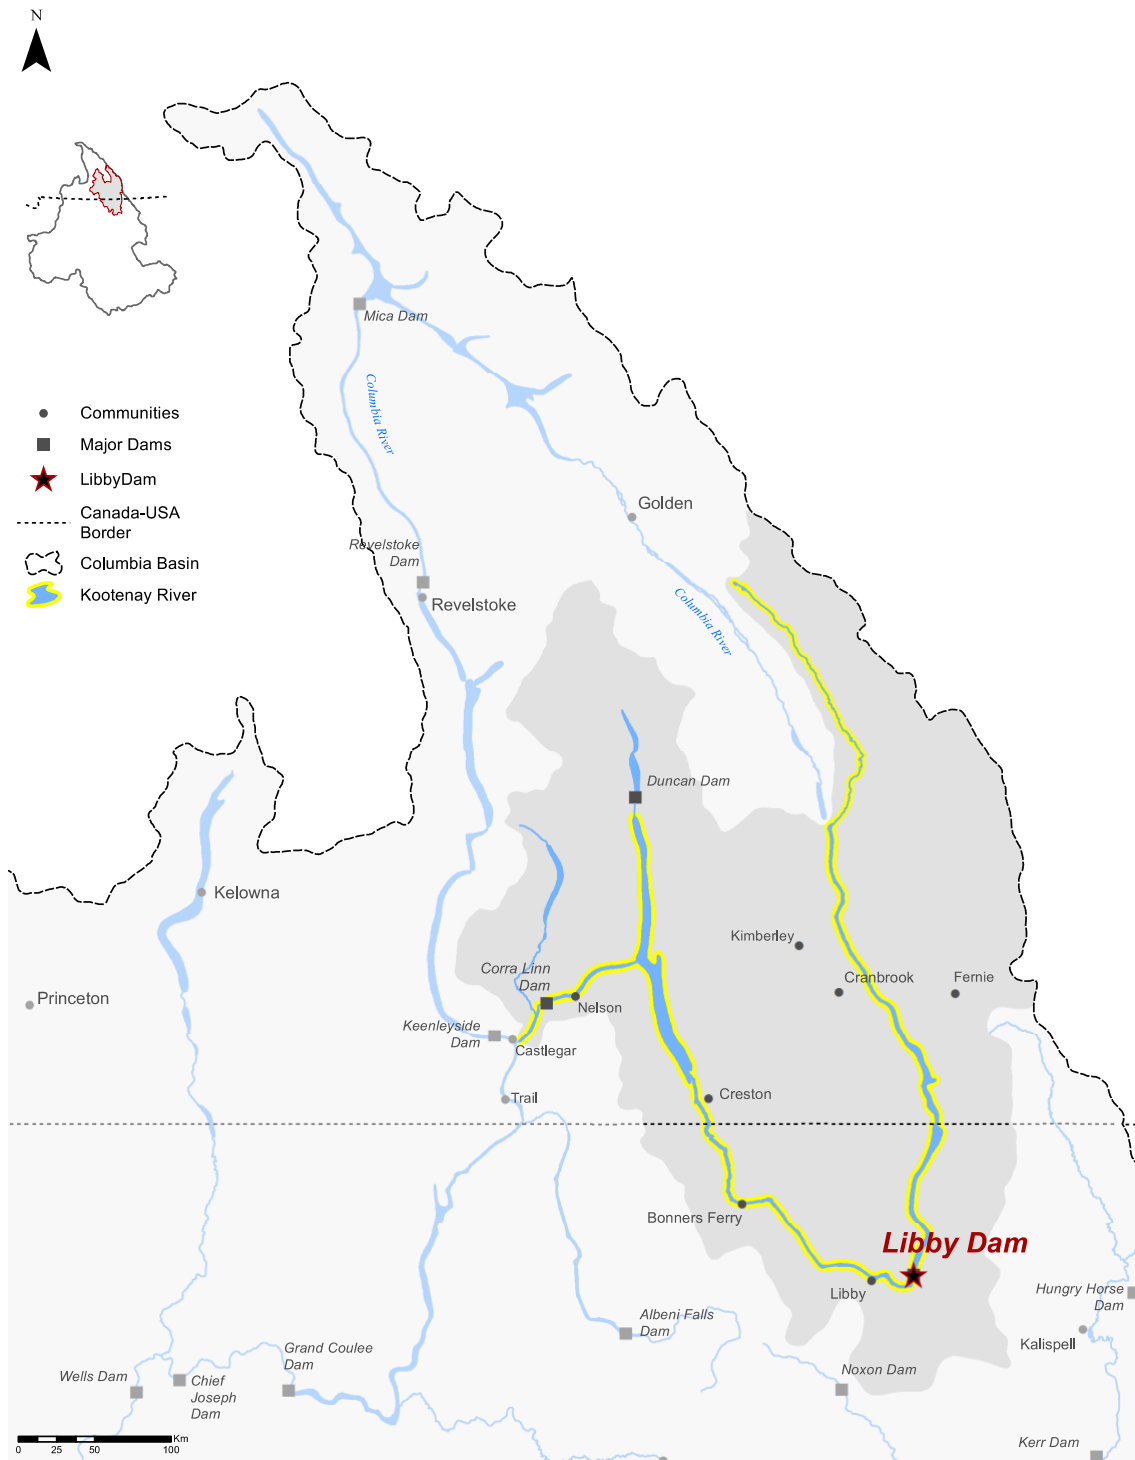 N
Mica Dam
Columbia River
Communities
Major Dams
LibbyDam
Canada-USA
Border
Columbia Basin
Kootenay River
Golden
Revelstoke
Dam
Revelstoke
Columbia River
Duncan Dam
Kelowna
Kimberley
Corra Linn
Dam
Cranbrook
Fernie
Princeton
Nelson
Keenleyside
Dam
Castlegar
Creston
Trail
Bonners Ferry
Libby Dam
Libby
Hungry Horse
Dam
Albeni Falls
Dam
Kalispell
Grand Coulee
Dam
Wells Dam
Chief
Joseph
Dam
Noxon Dam
Kerr Dam
Km
0 25 50 100